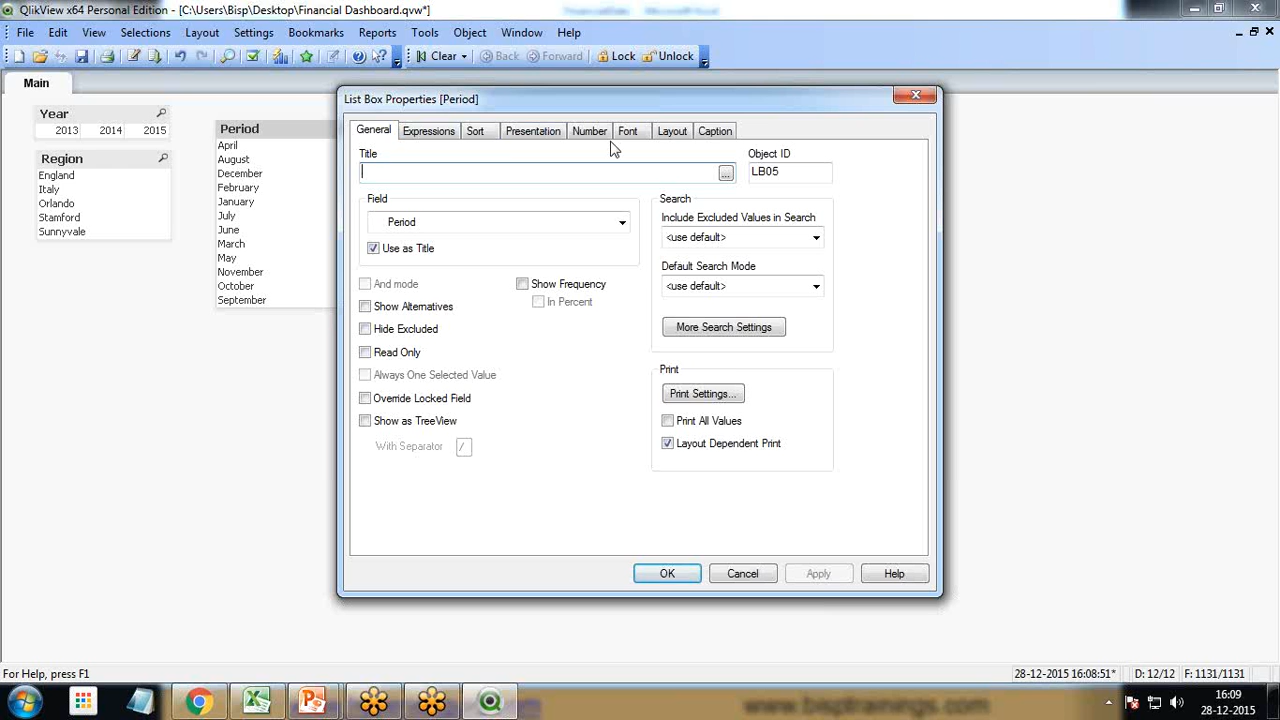 QlikView x64 Personal Edition - [C:\Users\Bisp\Desktop\Financial Dashboard.qvw*]
File Edit View Selections Layout Settings Bookmarks Reports Tools Object Window Help
Clear Back Forward Lock Unlock
Main
Year
2013 2014 2015
Region
England
Italy
Orlando
Stamford
Sunnyvale
Period
April
August
December
February
January
July
June
March
May
November
October
September
List Box Properties [Period]
General Expressions Sort Presentation Number Font Layout Caption
Title
...
Object ID
LB05
Field
Period
Use as Title
And mode
Show Frequency
In Percent
Show Alternatives
Hide Excluded
Read Only
Always One Selected Value
Override Locked Field
Show as TreeView
With Separator /
Search
Include Excluded Values in Search
<use default>
Default Search Mode
<use default>
More Search Settings
Print
Print Settings...
Print All Values
Layout Dependent Print
OK Cancel Apply Help
For Help, press F1
28-12-2015 16:08:51* D: 12/12 F: 1131/1131
www.bisptrainings.com
16:09
28-12-2015